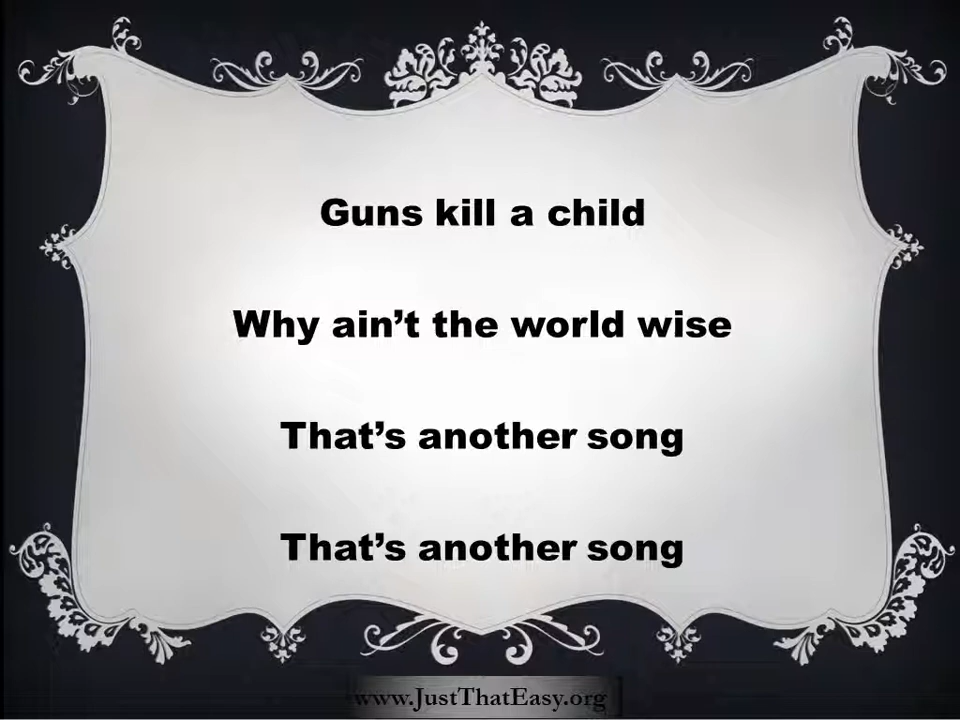 Guns kill a child
Why ain’t the world wise
That’s another song
That’s another song
www.JustThatEasy.org